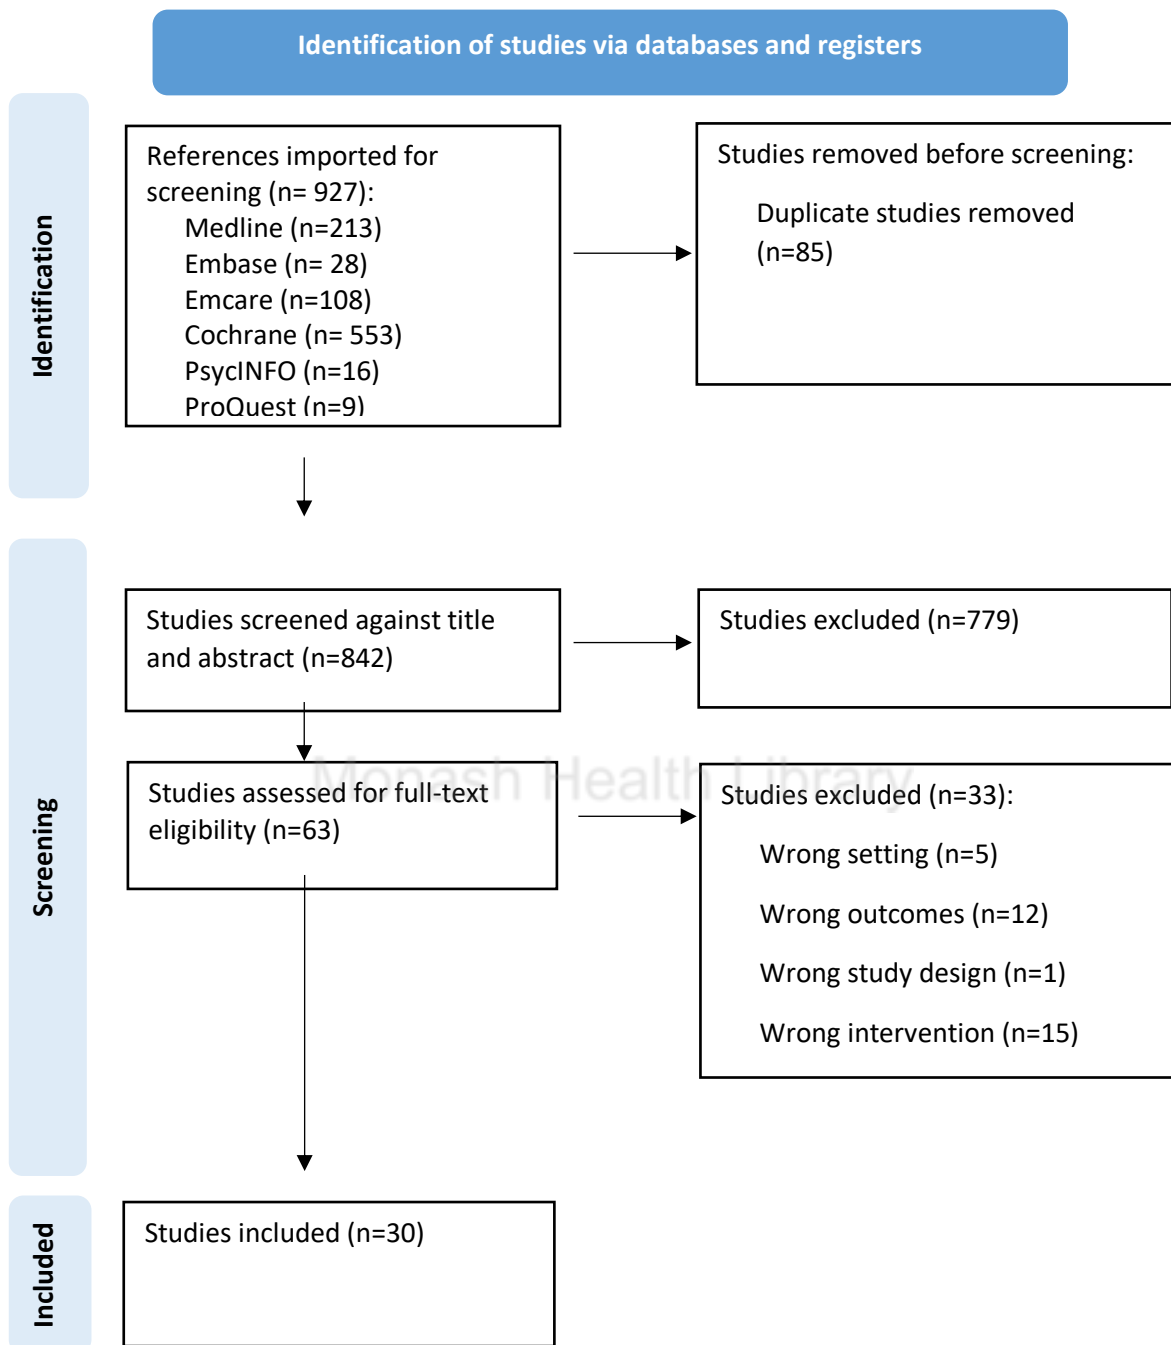 Identification of studies via databases and registers
Identification
References imported for
screening (n= 927):
Medline (n=213)
Embase (n= 28)
Emcare (n=108)
Cochrane (n= 553)
PsycINFO (n=16)
ProQuest (n=9)
Studies removed before screening:
Duplicate studies removed
(n=85)
Screening
Studies screened against title
and abstract (n=842)
Studies excluded (n=779)
Monash Health Library
Studies assessed for full-text
eligibility (n=63)
Studies excluded (n=33):
Wrong setting (n=5)
Wrong outcomes (n=12)
Wrong study design (n=1)
Wrong intervention (n=15)
Included
Studies included (n=30)